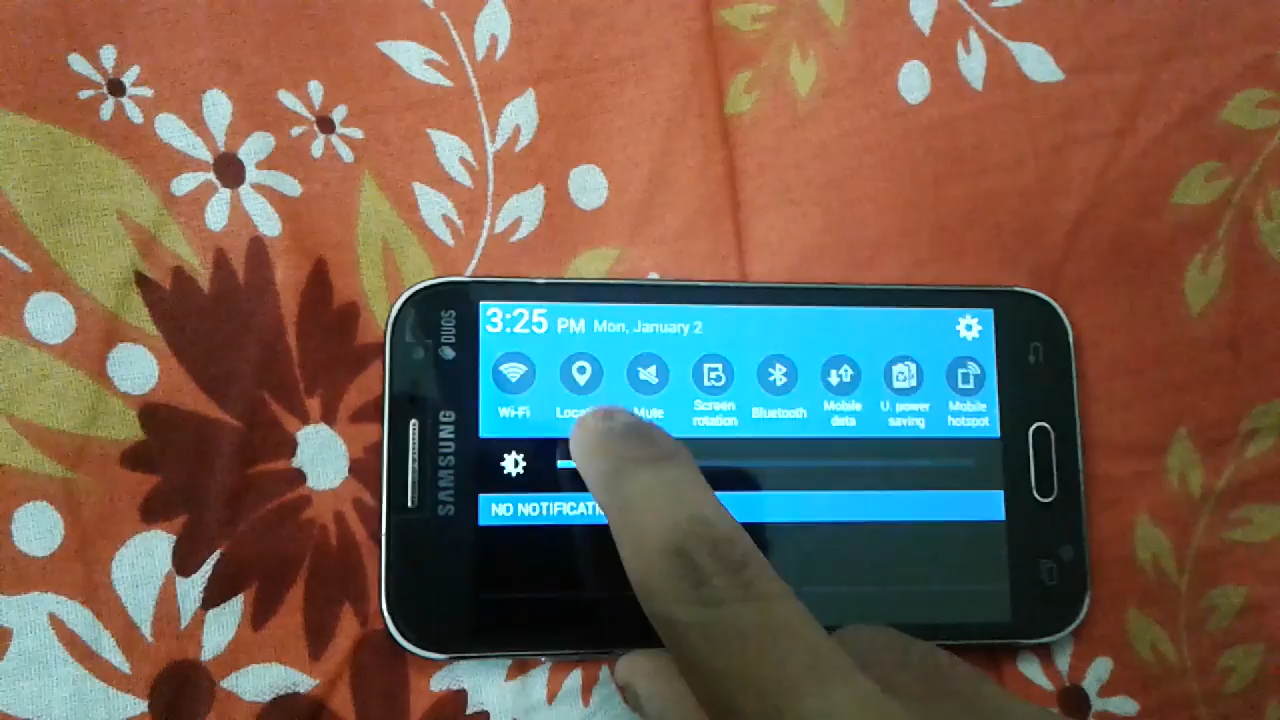 DUOS
SAMSUNG
3:25 PM Mon, January 2
Wi-Fi
Mute
Screen rotation
Bluetooth
Mobile data
U. power saving
Mobile hotspot
NO